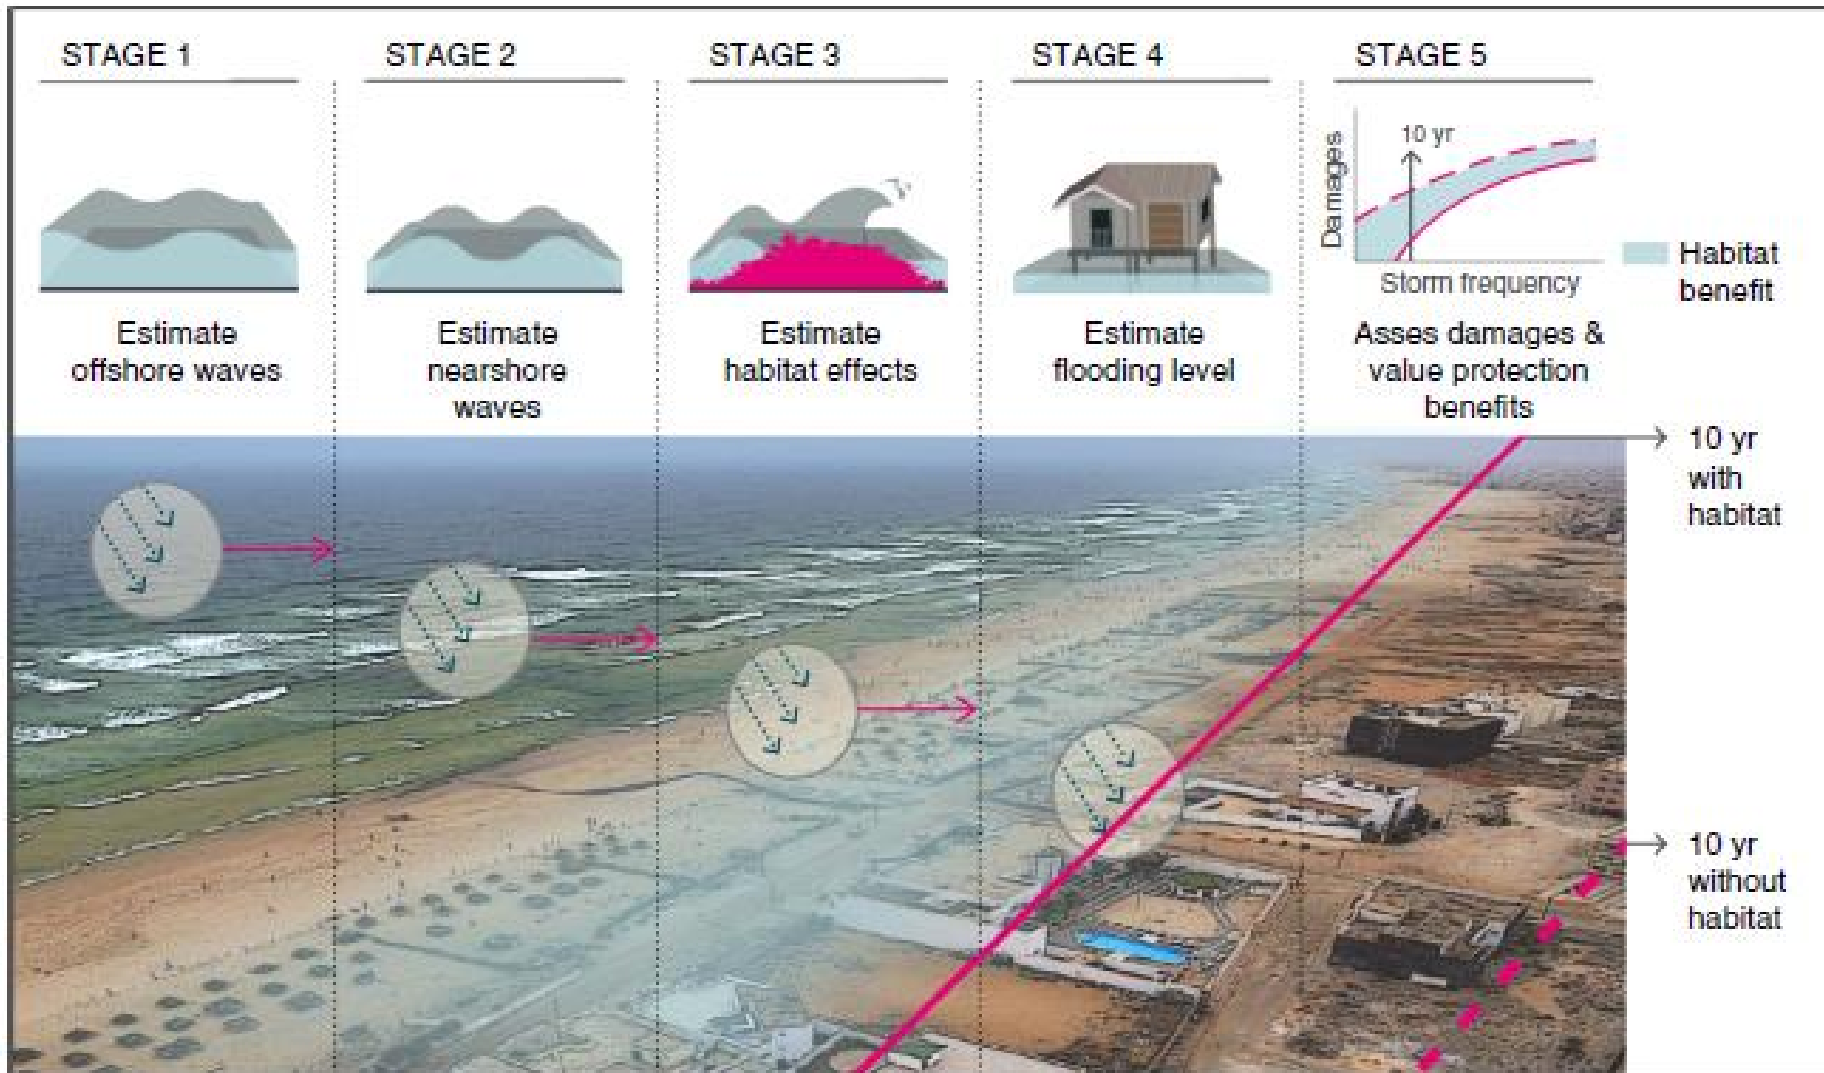 STAGE 1
STAGE 2
STAGE 3
STAGE 4
STAGE 5
10 yr
Damages
Storm frequency
Habitat
benefit
Estimate
offshore waves
Estimate
nearshore
waves
Estimate
habitat effects
Estimate
flooding level
Asses damages &
value protection
benefits
10 yr
with
habitat
10 yr
without
habitat